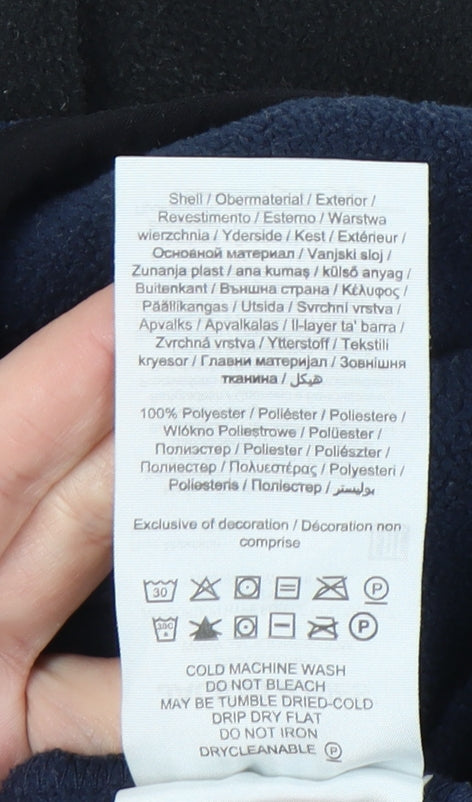 Shell / Obermaterial / Exterior /
Revestimento / Esterno / Warstwa
wierzchnia / Yderside / Kest / Extérieur /
Основной материал / Vanjski sloj /
Zunanja plast / ana kumaş / külső anyag /
Buitenkant / Външна страна / Κέλυφος /
Päällikangas / Utsida / Svrchní vrstva /
Apvalks / Apvalkalas / Il-layer ta' barra /
Zvrchná vrstva / Ytterstoff / Tekstili
kryesor / Главни материјал / Зовнішня
тканина / هيكل
100% Polyester / Poliéster / Poliestere /
Włókno Poliestrowe / Polüester /
Полиэстер / Poliester / Poliészter /
Полиестер / Πολυεστέρας / Polyesteri /
Poliesteris / Поліестер / بوليستر
Exclusive of decoration / Décoration non
comprise
30 P
30C P
COLD MACHINE WASH
DO NOT BLEACH
MAY BE TUMBLE DRIED-COLD
DRIP DRY FLAT
DO NOT IRON
DRYCLEANABLE P